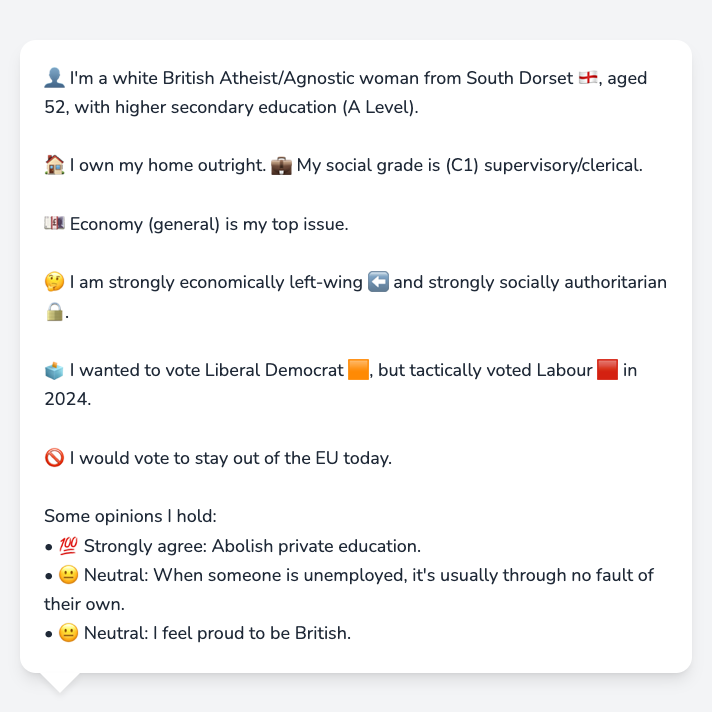 👤 I'm a white British Atheist/Agnostic woman from South Dorset 🏴󠁧󠁢󠁥󠁮󠁧󠁿, aged
52, with higher secondary education (A Level).
🏠 I own my home outright. 💼 My social grade is (C1) supervisory/clerical.
💷 Economy (general) is my top issue.
🤔 I am strongly economically left-wing ⬅️ and strongly socially authoritarian
🔒.
🗳️ I wanted to vote Liberal Democrat 🟧, but tactically voted Labour 🟥 in
2024.
🚫 I would vote to stay out of the EU today.
Some opinions I hold:
• 💯 Strongly agree: Abolish private education.
• 😐 Neutral: When someone is unemployed, it's usually through no fault of
their own.
• 😐 Neutral: I feel proud to be British.